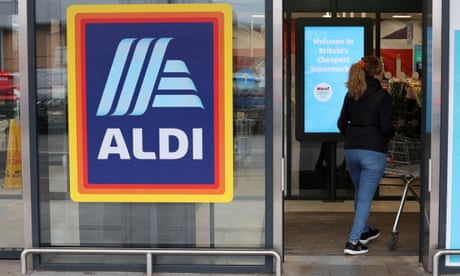 ALDI
Welcome to
Britain's
Cheapest
Supermarket